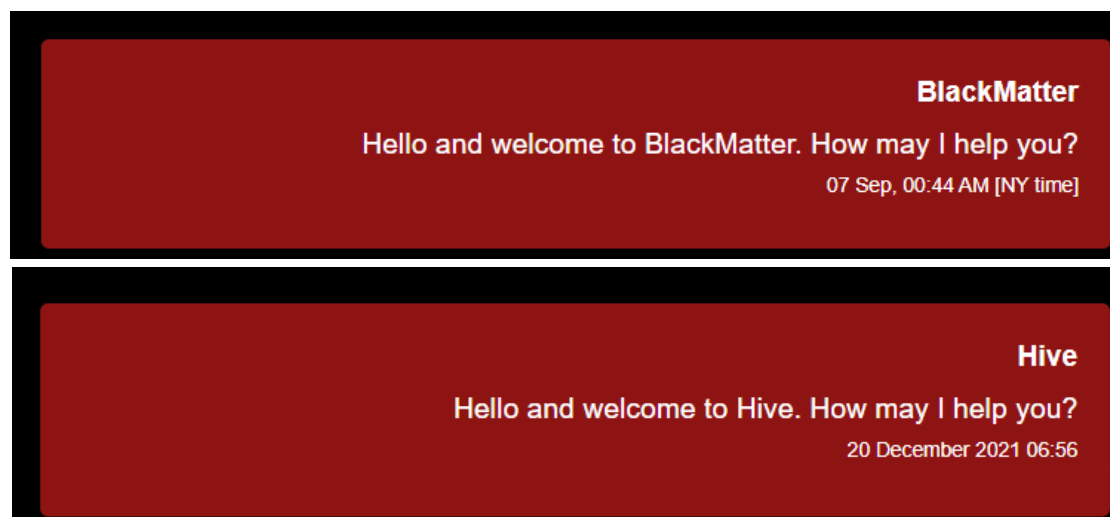 BlackMatter
Hello and welcome to BlackMatter. How may I help you?
07 Sep, 00:44 AM [NY time]
Hive
Hello and welcome to Hive. How may I help you?
20 December 2021 06:56